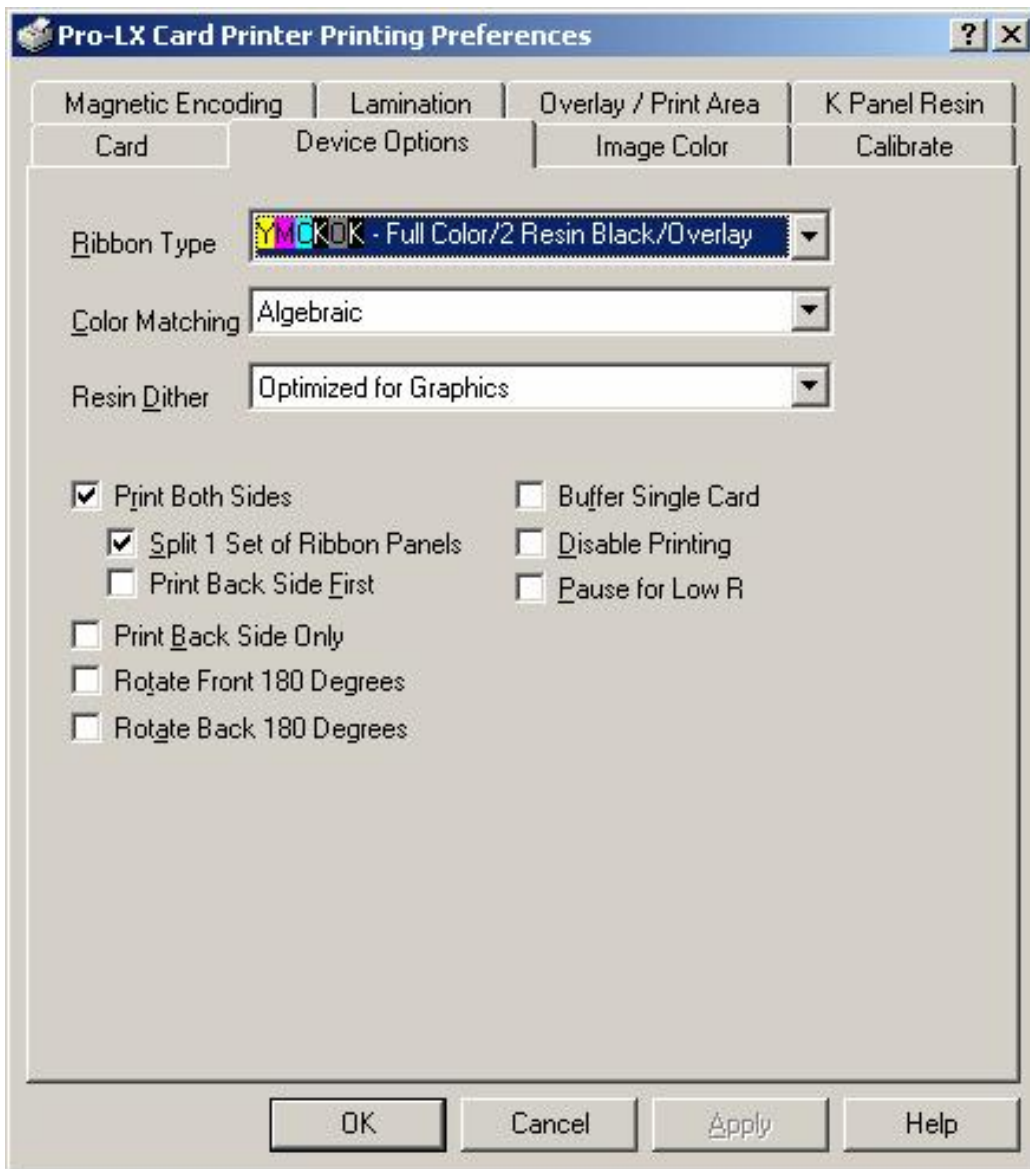 Pro-LX Card Printer Printing Preferences
Magnetic Encoding Lamination Overlay / Print Area K Panel Resin
Card Device Options Image Color Calibrate
Ribbon Type YMCKOK - Full Color/2 Resin Black/Overlay
Color Matching Algebraic
Resin Dither Optimized for Graphics
Print Both Sides Buffer Single Card
Split 1 Set of Ribbon Panels Disable Printing
Print Back Side First Pause for Low R
Print Back Side Only
Rotate Front 180 Degrees
Rotate Back 180 Degrees
OK Cancel Apply Help